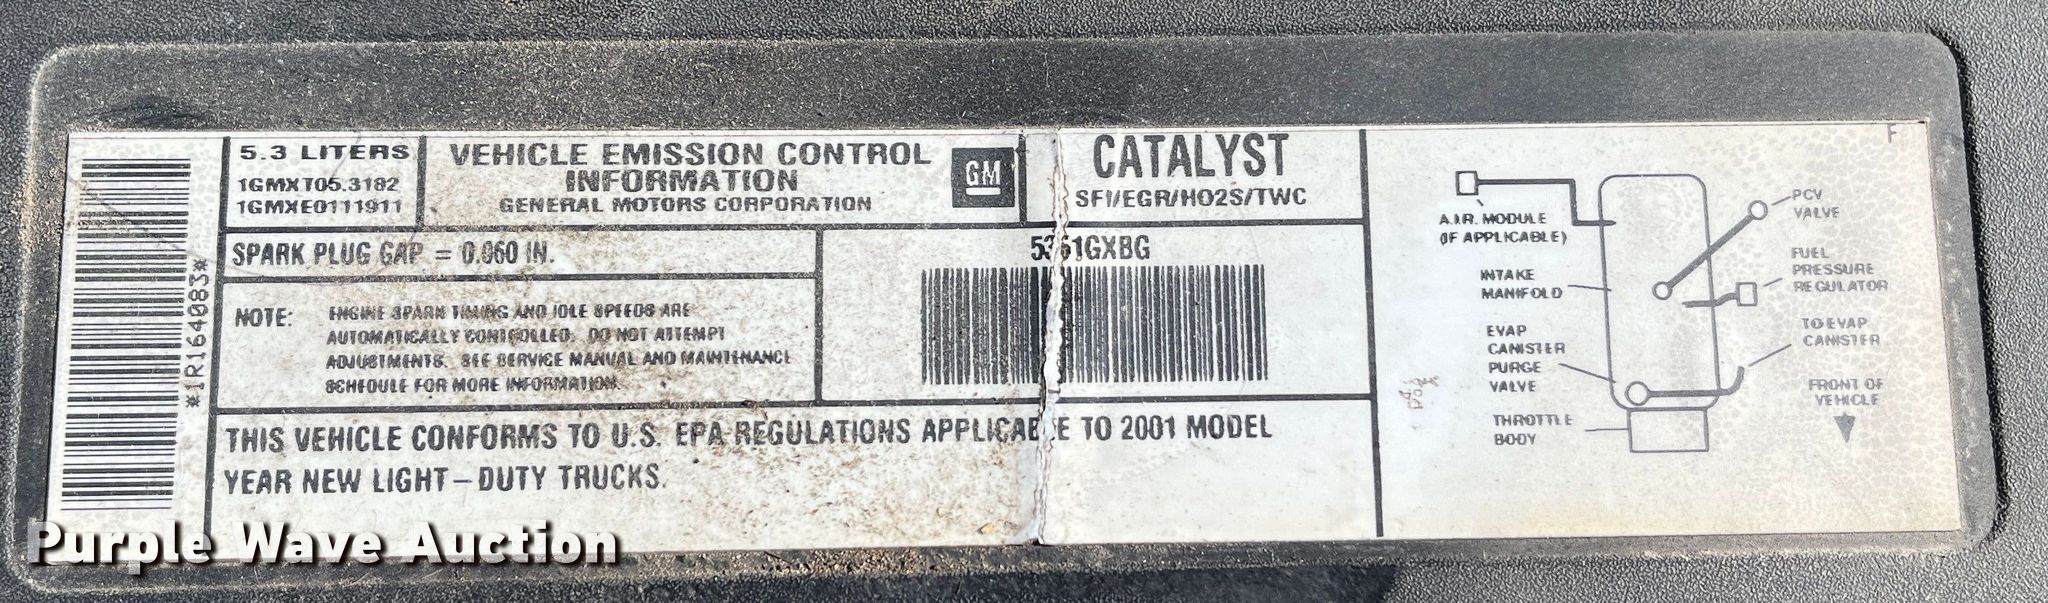 *1R1664083*
5.3 LITERS
1GMXT05.3182
1GMXE0111911
VEHICLE EMISSION CONTROL
INFORMATION
GENERAL MOTORS CORPORATION
GM
CATALYST
SFI/EGR/HO2S/TWC
SPARK PLUG GAP = 0.060 IN.
NOTE: ENGINE SPARK TIMING AND IDLE SPEEDS ARE
AUTOMATICALLY CONTROLLED. DO NOT ATTEMPT
ADJUSTMENTS. SEE SERVICE MANUAL AND MAINTENANCE
SCHEDULE FOR MORE INFORMATION.
5361GXBG
THIS VEHICLE CONFORMS TO U.S. EPA REGULATIONS APPLICABLE TO 2001 MODEL
YEAR NEW LIGHT-DUTY TRUCKS.
F
A.I.R. MODULE
(IF APPLICABLE)
INTAKE
MANIFOLD
EVAP
CANISTER
PURGE
VALVE
THROTTLE
BODY
PCV
VALVE
FUEL
PRESSURE
REGULATOR
TO EVAP
CANISTER
FRONT OF
VEHICLE
Purple Wave Auction